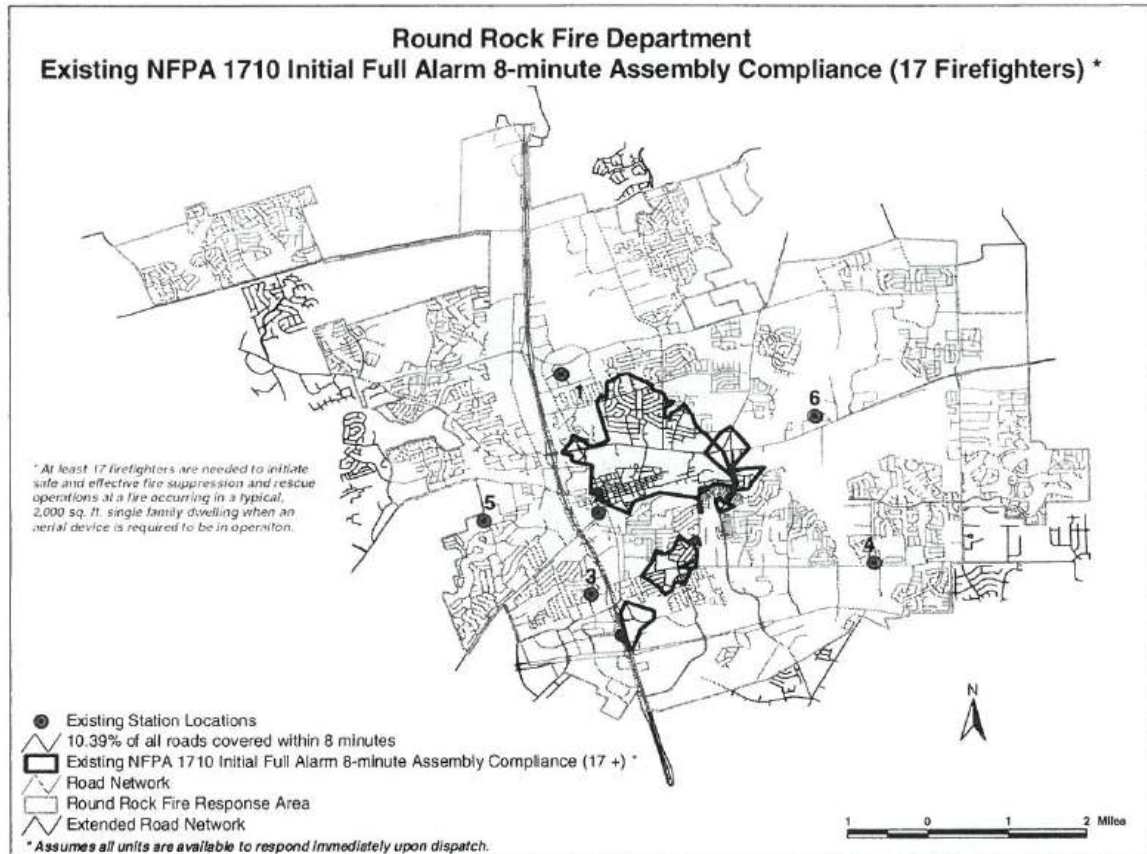 Round Rock Fire Department
Existing NFPA 1710 Initial Full Alarm 8-minute Assembly Compliance (17 Firefighters) *
1
6
* At least 17 firefighters are needed to initiate
safe and effective fire suppression and rescue
operations at a fire occurring in a typical,
2,000 sq. ft. single family dwelling when an
aerial device is required to be in operaiton.
5
4
3
N
Existing Station Locations
10.39% of all roads covered within 8 minutes
Existing NFPA 1710 Initial Full Alarm 8-minute Assembly Compliance (17 +) *
Road Network
Round Rock Fire Response Area
Extended Road Network
1 0 1 2 Miles
* Assumes all units are available to respond immediately upon dispatch.